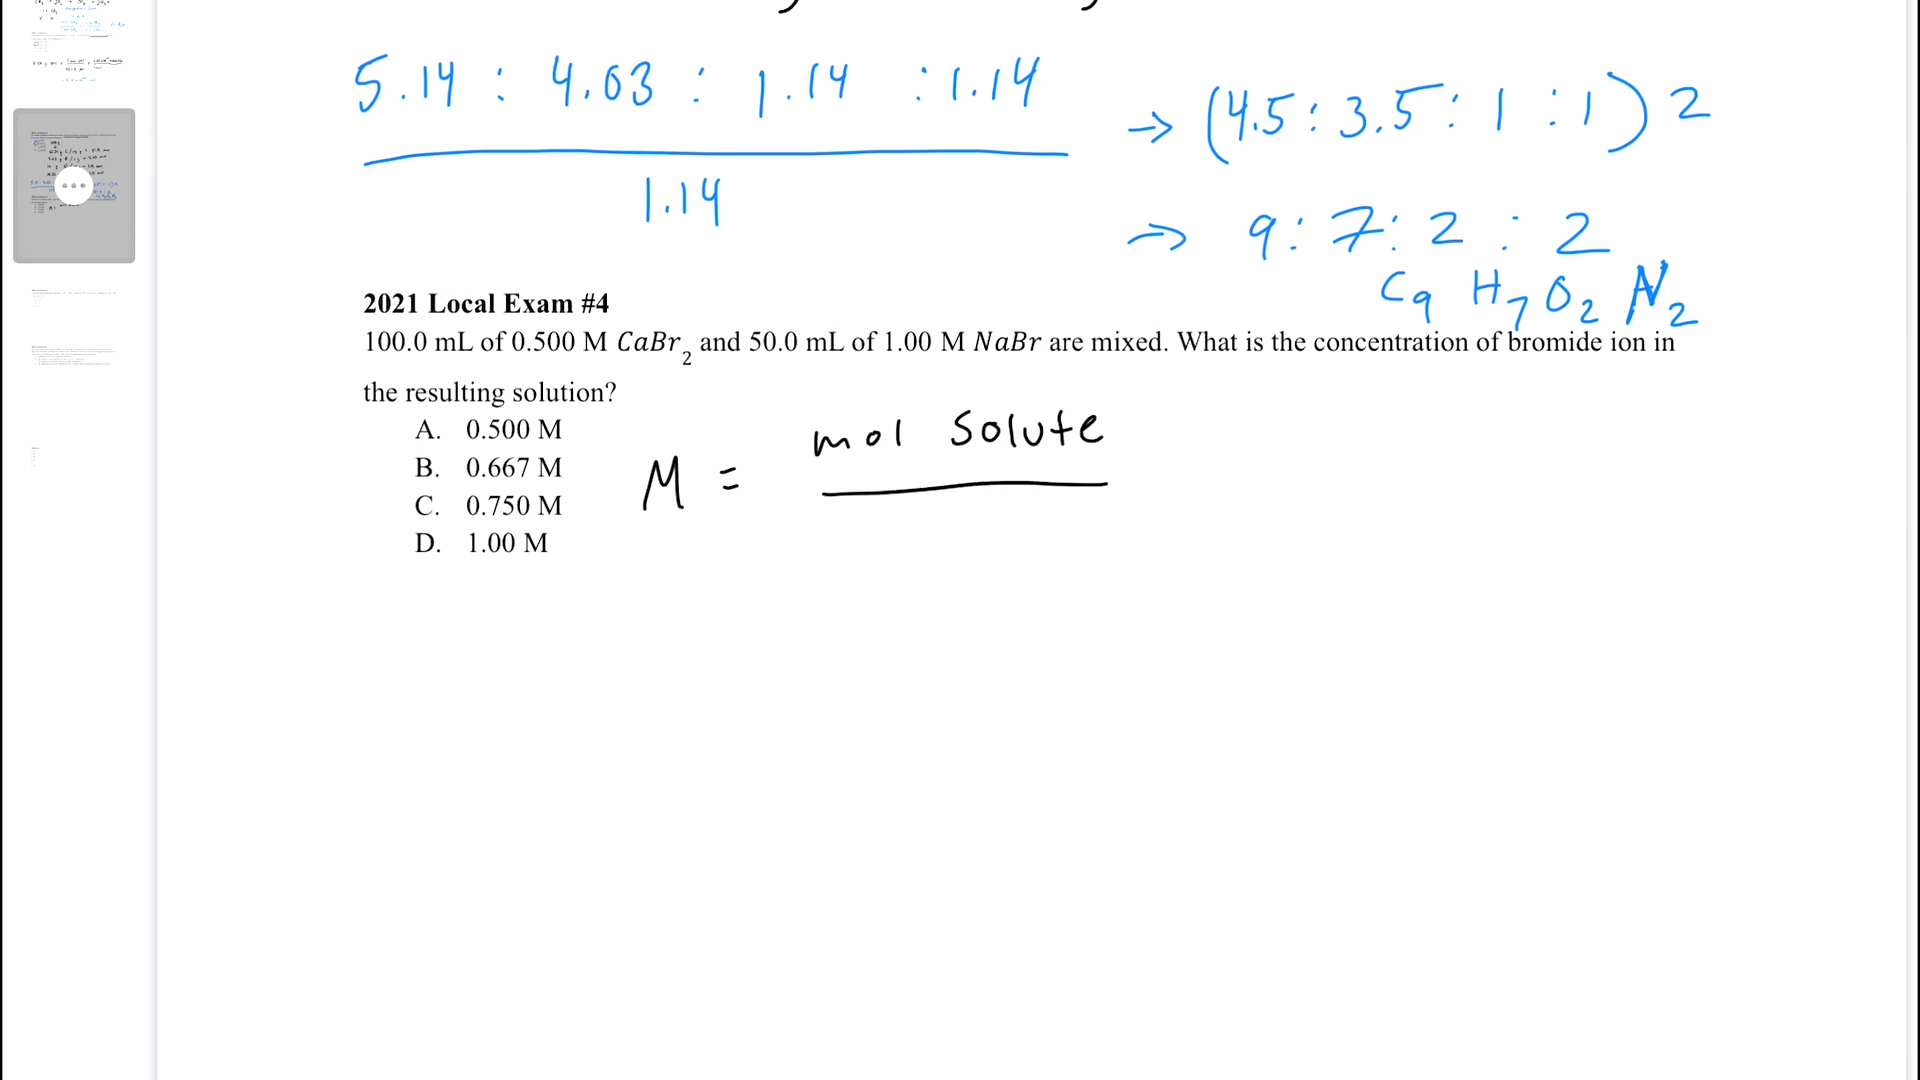 5.14 : 4.03 : 1.14 : 1.14
1.14
→ (4.5 : 3.5 : 1 : 1) 2
→ 9 : 7 : 2 : 2
C₉ H₇ O₂ N₂
2021 Local Exam #4
100.0 mL of 0.500 M CaBr₂ and 50.0 mL of 1.00 M NaBr are mixed. What is the concentration of bromide ion in
the resulting solution?
A. 0.500 M
B. 0.667 M
C. 0.750 M
D. 1.00 M
M = mol solute